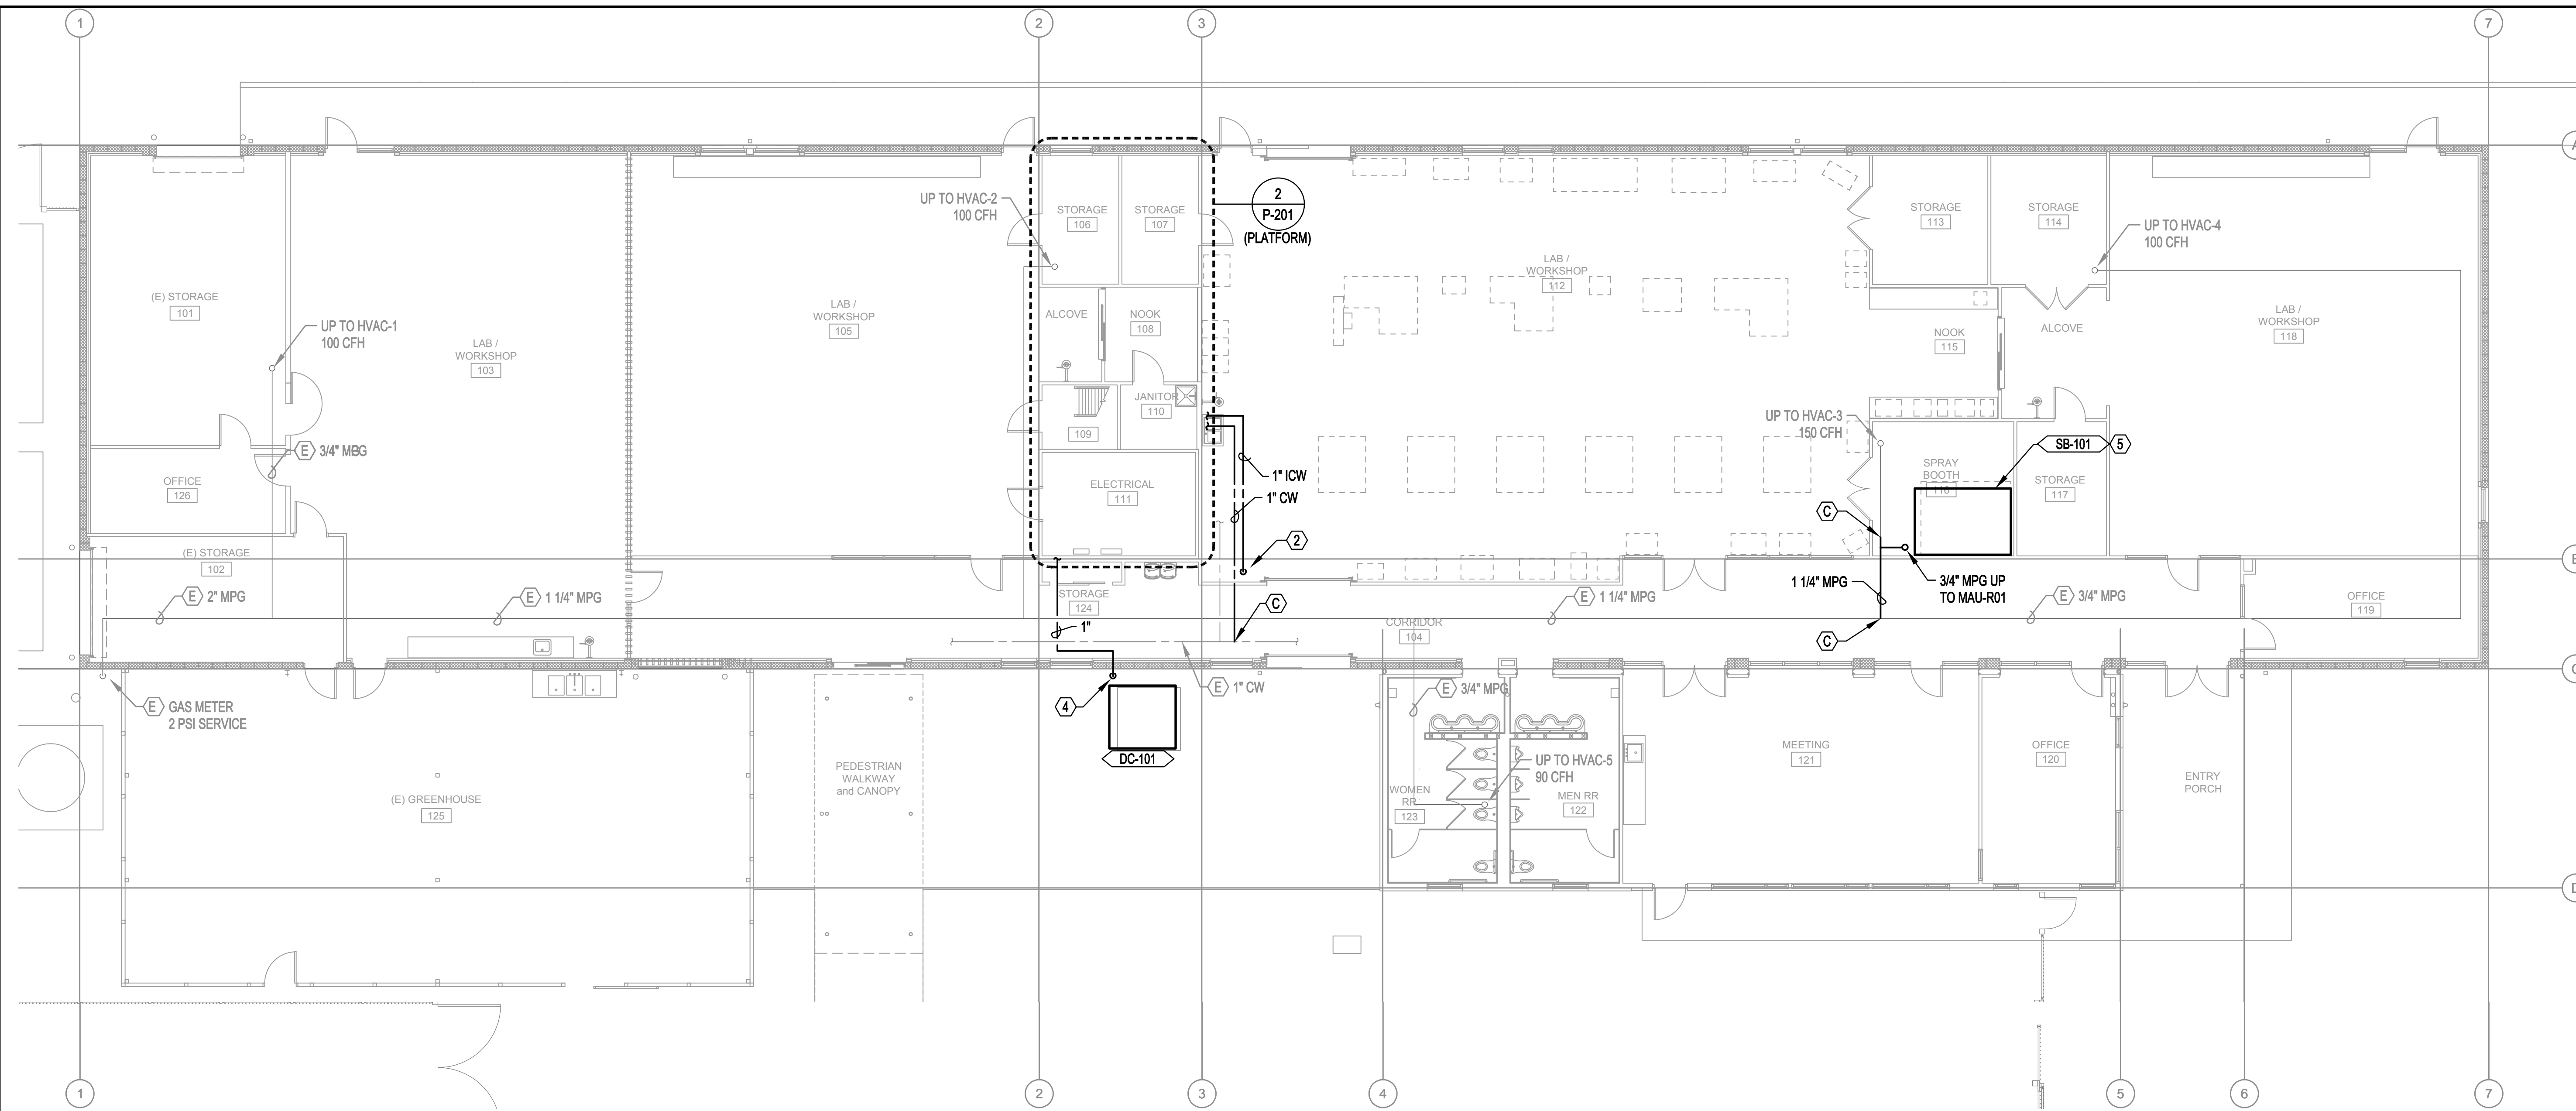 1
2
3
7
A
UP TO HVAC-2
100 CFH
STORAGE
106
STORAGE
107
2
P-201
(PLATFORM)
STORAGE
113
STORAGE
114
UP TO HVAC-4
100 CFH
(E) STORAGE
101
UP TO HVAC-1
100 CFH
LAB /
WORKSHOP
103
LAB /
WORKSHOP
105
ALCOVE
NOOK
108
LAB /
WORKSHOP
112
NOOK
115
ALCOVE
LAB /
WORKSHOP
118
JANITOR
110
109
UP TO HVAC-3
150 CFH
E
3/4" MBG
OFFICE
126
ELECTRICAL
111
1" ICW
1" CW
SPRAY
BOOTH
116
SB-101
5
STORAGE
117
C
2
(E) STORAGE
102
E
2" MPG
E
1 1/4" MPG
STORAGE
124
1"
C
E
1 1/4" MPG
1 1/4" MPG
3/4" MPG UP
TO MAU-R01
E
3/4" MPG
OFFICE
119
CORRIDOR
104
C
E
GAS METER
2 PSI SERVICE
4
E
1" CW
E
3/4" MPG
DC-101
PEDESTRIAN
WALKWAY
and CANOPY
(E) GREENHOUSE
125
WOMEN
RR
123
UP TO HVAC-5
90 CFH
MEN RR
122
MEETING
121
OFFICE
120
ENTRY
PORCH
1
2
3
4
5
6
7